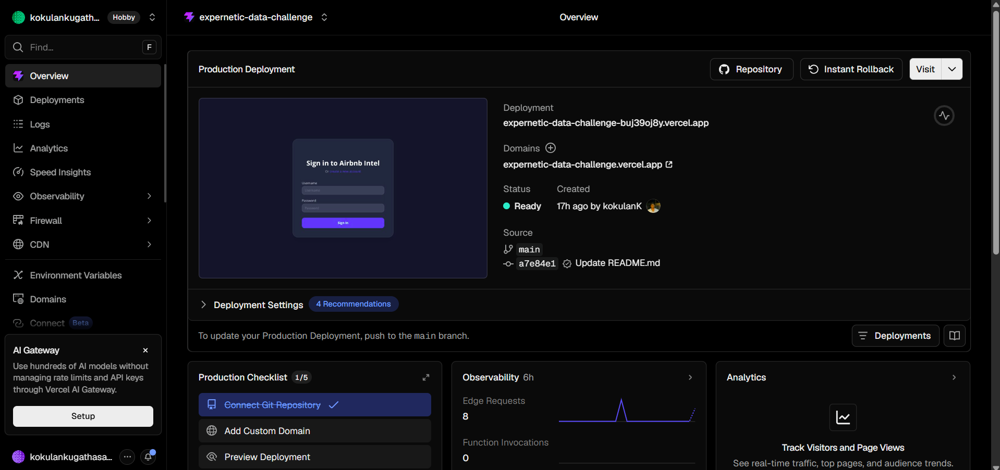 kokulankugath...
Hobby
Find...
F
Overview
Deployments
Logs
Analytics
Speed Insights
Observability
Firewall
CDN
Environment Variables
Domains
Connect
Beta
AI Gateway
Use hundreds of AI models without
managing rate limits and API keys
through Vercel AI Gateway.
Setup
kokulankugathasa...
expernetic-data-challenge
Overview
Production Deployment
Repository
Instant Rollback
Visit
Sign in to Airbnb Intel
Or create a new account
Username
Username
Password
Password
Sign in
Deployment
expernetic-data-challenge-buj39oj8y.vercel.app
Domains
expernetic-data-challenge.vercel.app
Status
Created
Ready
17h ago by kokulanK
Source
main
a7e84e1 Update README.md
Deployment Settings
4 Recommendations
To update your Production Deployment, push to the main branch.
Deployments
Production Checklist 1/5
Connect Git Repository
Add Custom Domain
Preview Deployment
Observability 6h
Edge Requests
8
Function Invocations
0
Analytics
Track Visitors and Page Views
See real-time traffic, top pages, and audience trends.